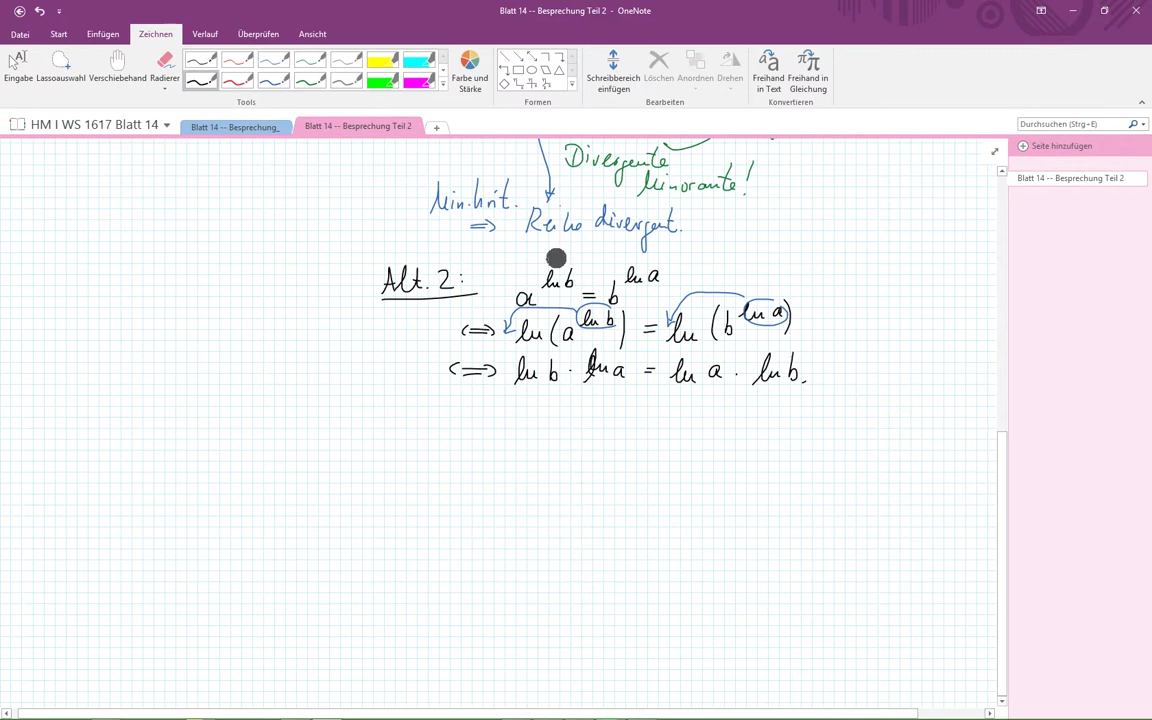 Blatt 14 -- Besprechung Teil 2 - OneNote
Datei Start Einfügen Zeichnen Verlauf Überprüfen Ansicht
Eingabe Lassoauswahl Verschiebehand Radierer Farbe und Stärke Schreibbereich einfügen Löschen Anordnen Drehen Freihand in Text Freihand in Gleichung
Tools Formen Bearbeiten Konvertieren
HM I WS 1617 Blatt 14 Blatt 14 -- Besprechung_ Blatt 14 -- Besprechung Teil 2 Durchsuchen (Strg+E)
Seite hinzufügen
Blatt 14 -- Besprechung Teil 2
Divergente
Minorante!
Min.krit.
⇒ Reihe divergent.
Alt. 2: a^{ln b} = b^{ln a}
⇔ ln(a^{ln b}) = ln(b^{ln a})
⇔ ln b · ln a = ln a · ln b.